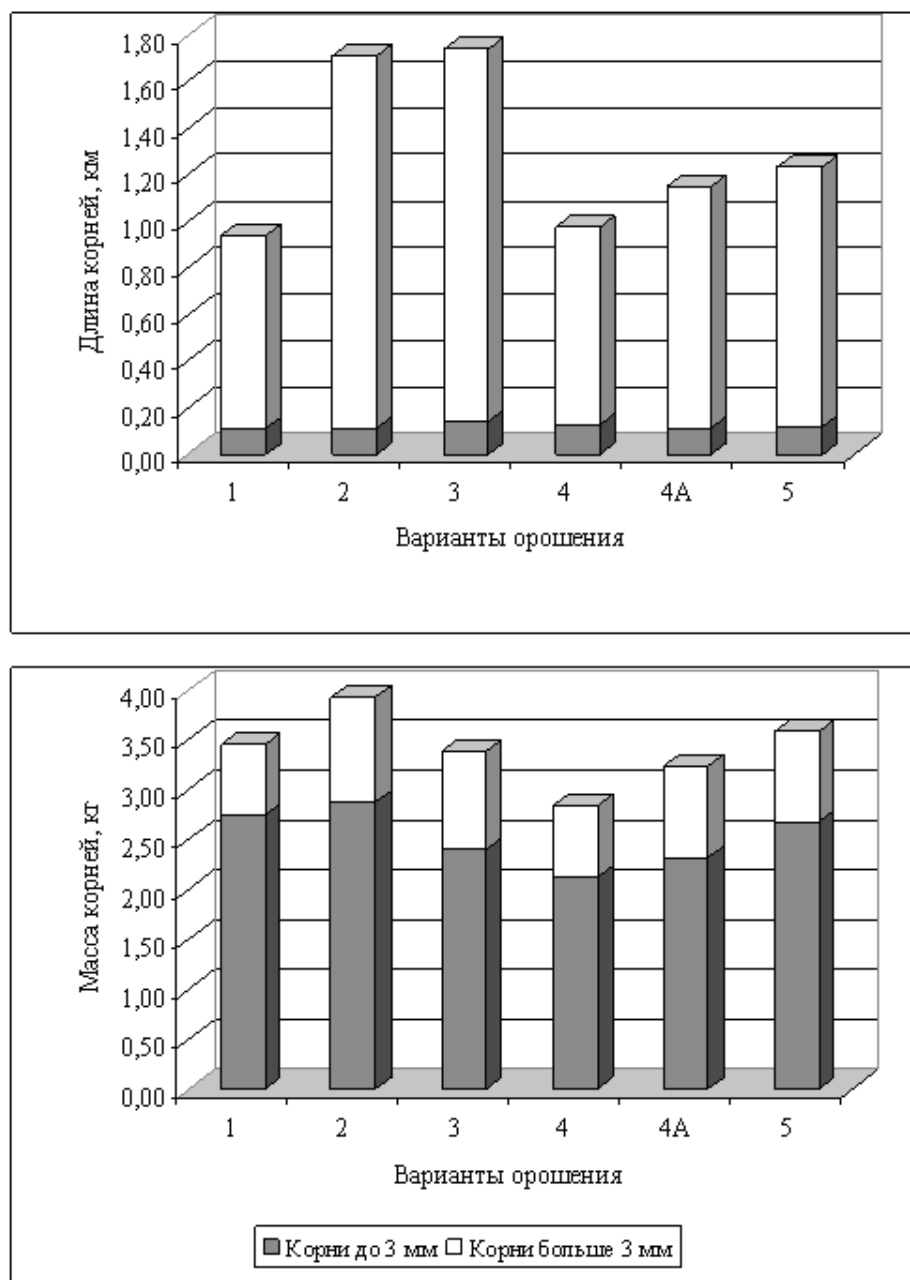 Длина корней, км
1,80
1,60
1,40
1,20
1,00
0,80
0,60
0,40
0,20
0,00
1 2 3 4 4А 5
Варианты орошения
Масса корней, кг
4,00
3,50
3,00
2,50
2,00
1,50
1,00
0,50
0,00
1 2 3 4 4А 5
Варианты орошения
Корни до 3 мм Корни больше 3 мм